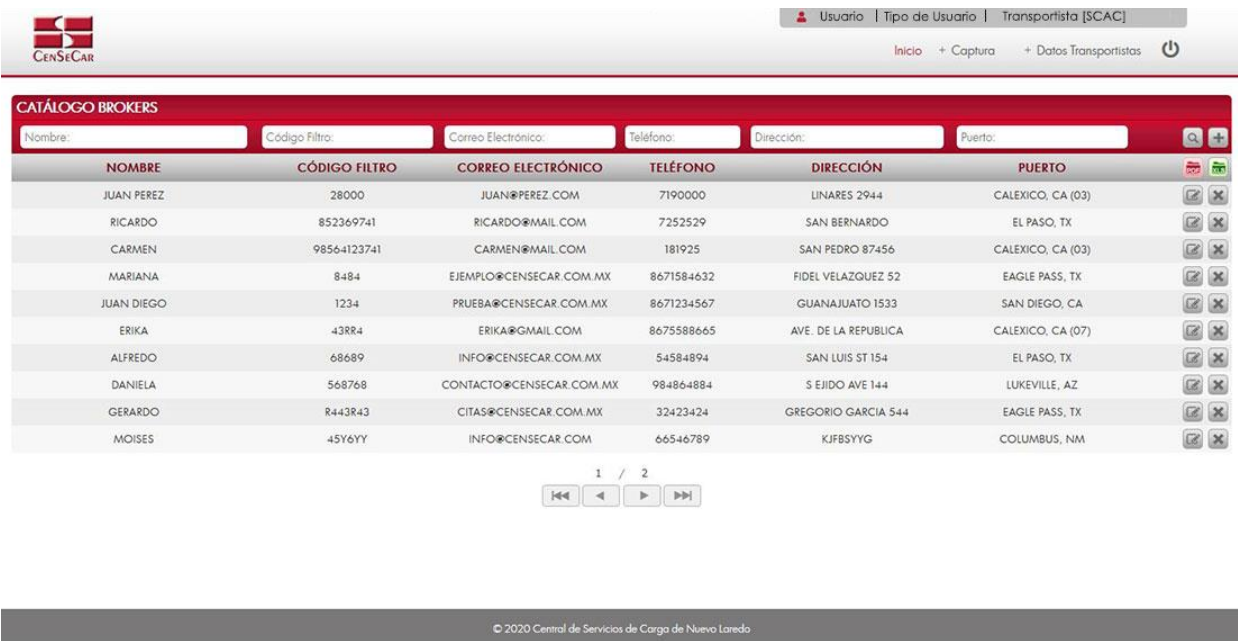 Usuario | Tipo de Usuario | Transportista [SCAC]
CENSECAR
Inicio + Captura + Datos Transportistas
CATÁLOGO BROKERS
Nombre: Código Filtro: Correo Electrónico: Teléfono: Dirección: Puerto:
NOMBRE CÓDIGO FILTRO CORREO ELECTRÓNICO TELÉFONO DIRECCIÓN PUERTO
JUAN PEREZ 28000 JUAN@PEREZ.COM 7190000 LINARES 2944 CALEXICO, CA (03)
RICARDO 852369741 RICARDO@MAIL.COM 7252529 SAN BERNARDO EL PASO, TX
CARMEN 98564123741 CARMEN@MAIL.COM 181925 SAN PEDRO 87456 CALEXICO, CA (03)
MARIANA 8484 EJEMPLO@CENSECAR.COM.MX 8671584632 FIDEL VELAZQUEZ 52 EAGLE PASS, TX
JUAN DIEGO 1234 PRUEBA@CENSECAR.COM.MX 8671234567 GUANAJUATO 1533 SAN DIEGO, CA
ERIKA 43RR4 ERIKA@GMAIL.COM 8675588665 AVE. DE LA REPUBLICA CALEXICO, CA (07)
ALFREDO 68689 INFO@CENSECAR.COM.MX 54584894 SAN LUIS ST 154 EL PASO, TX
DANIELA 568768 CONTACTO@CENSECAR.COM.MX 984864884 S EJIDO AVE 144 LUKEVILLE, AZ
GERARDO R443R43 CITAS@CENSECAR.COM.MX 32423424 GREGORIO GARCIA 544 EAGLE PASS, TX
MOISES 45Y6YY INFO@CENSECAR.COM 66546789 KJFBSYYG COLUMBUS, NM
1 / 2
© 2020 Central de Servicios de Carga de Nuevo Laredo